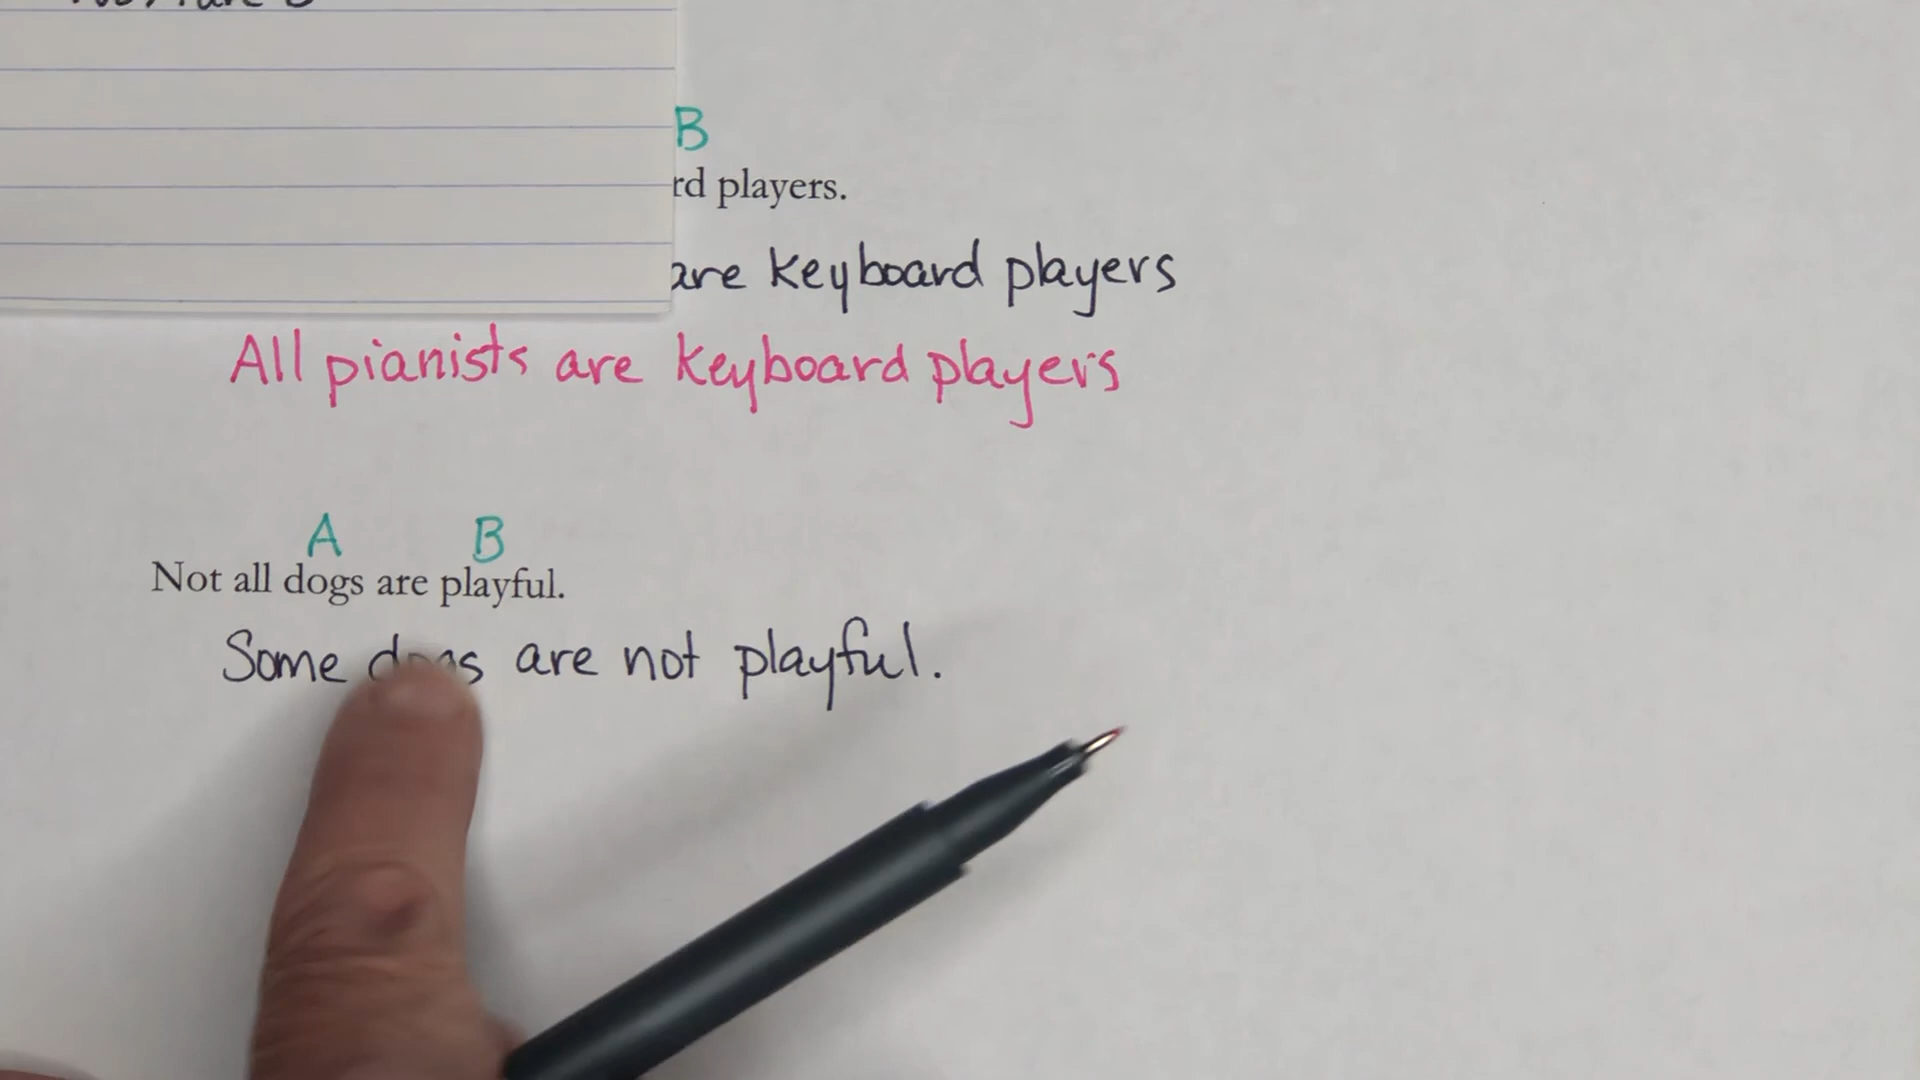 B
rd players.
are keyboard players
All pianists are keyboard players
A B
Not all dogs are playful.
Some dogs are not playful.